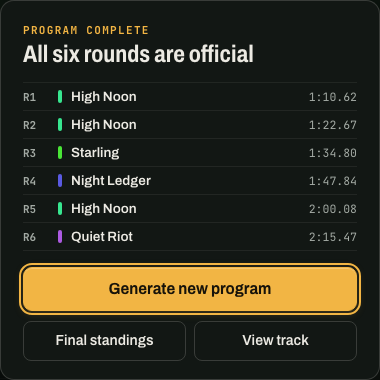 PROGRAM COMPLETE
All six rounds are official
R1 High Noon 1:10.62
R2 High Noon 1:22.67
R3 Starling 1:34.80
R4 Night Ledger 1:47.84
R5 High Noon 2:00.08
R6 Quiet Riot 2:15.47
Generate new program
Final standings View track